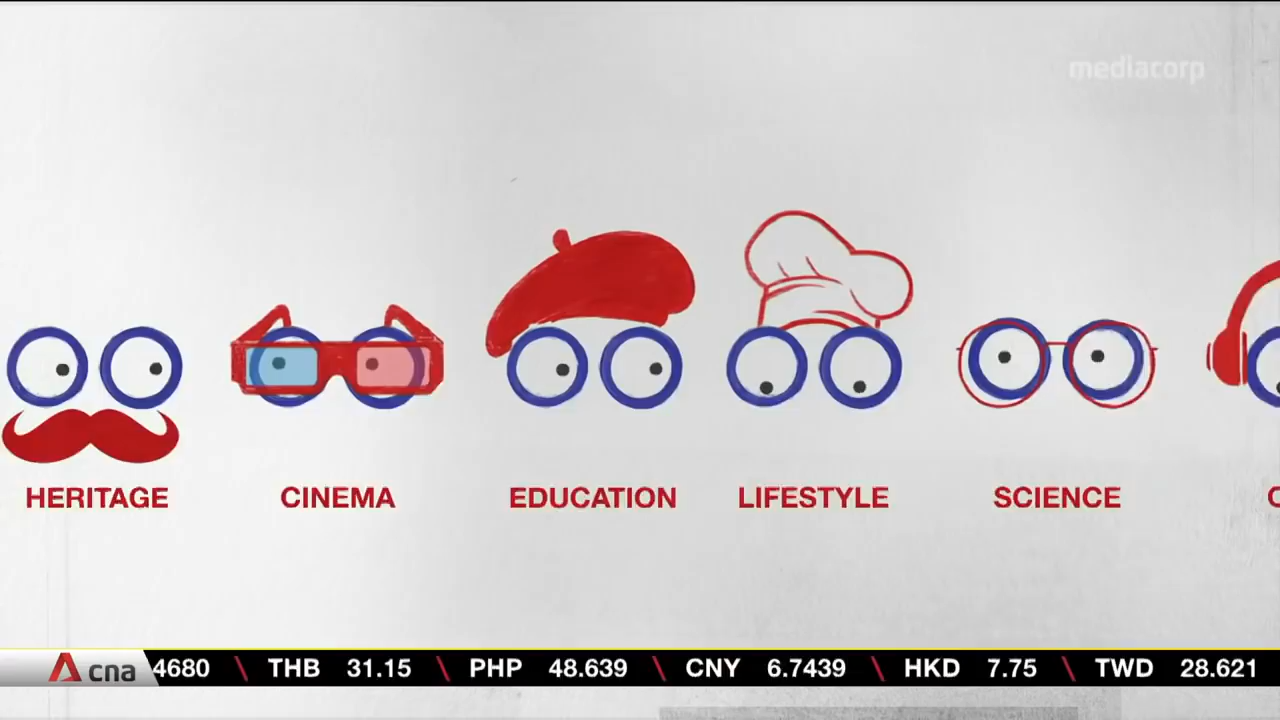 mediacorp
HERITAGE CINEMA EDUCATION LIFESTYLE SCIENCE
cna 4680 \ THB 31.15 \ PHP 48.639 \ CNY 6.7439 \ HKD 7.75 \ TWD 28.621